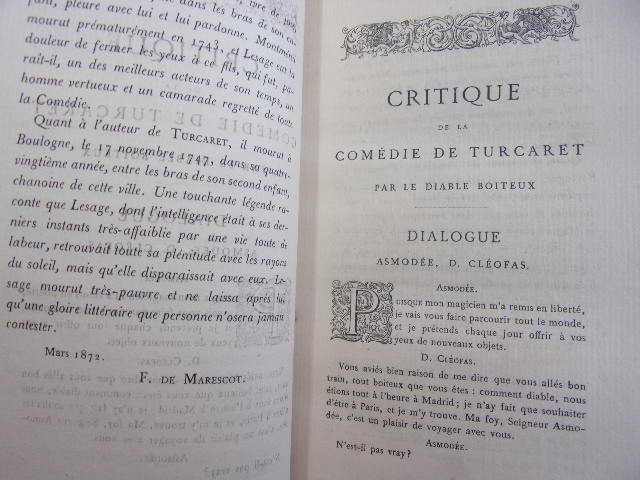 fant, pleure avec lui et lui pardonne. Montméni
mourut prématurément en 1743, et Lesage eut la
douleur de fermer les yeux à ce fils, qui fut, pa-
raît-il, un des meilleurs acteurs de son temps, un
homme vertueux et un camarade regretté de toute
la Comédie.
Quant à l'auteur de TURCARET, il mourut à
Boulogne, le 17 novembre 1747, dans sa quatre-
vingtième année, entre les bras de son second enfant,
chanoine de cette ville. Une touchante légende ra-
conte que Lesage, dont l'intelligence était à ses der-
niers instants très-affaiblie par une vie toute de
labeur, retrouvait toute sa plénitude avec les rayons
du soleil, mais qu'elle disparaissait avec eux. Le-
sage mourut très-pauvre et ne laissa après lui
qu'une gloire littéraire que personne n'osera jamais
contester.
Mars 1872.
F. DE MARESCOT.
CRITIQUE
DE LA
COMÉDIE DE TURCARET
PAR LE DIABLE BOITEUX
DIALOGUE
ASMODÉE, D. CLÉOFAS.
ASMODÉE.
PUISQUE mon magicien m'a remis en liberté,
je vais vous faire parcourir tout le monde,
et je prétends chaque jour offrir à vos
yeux de nouveaux objets.
D. CLÉOFAS.
Vous aviés bien raison de me dire que vous allés bon
train, tout boiteux que vous êtes : comment diable, nous
étions tout à l'heure à Madrid ; je n'ay fait que souhaiter
d'être à Paris, et je m'y trouve. Ma foy, Seigneur Asmo-
dée, c'est un plaisir de voyager avec vous.
ASMODÉE.
N'est-il pas vray?